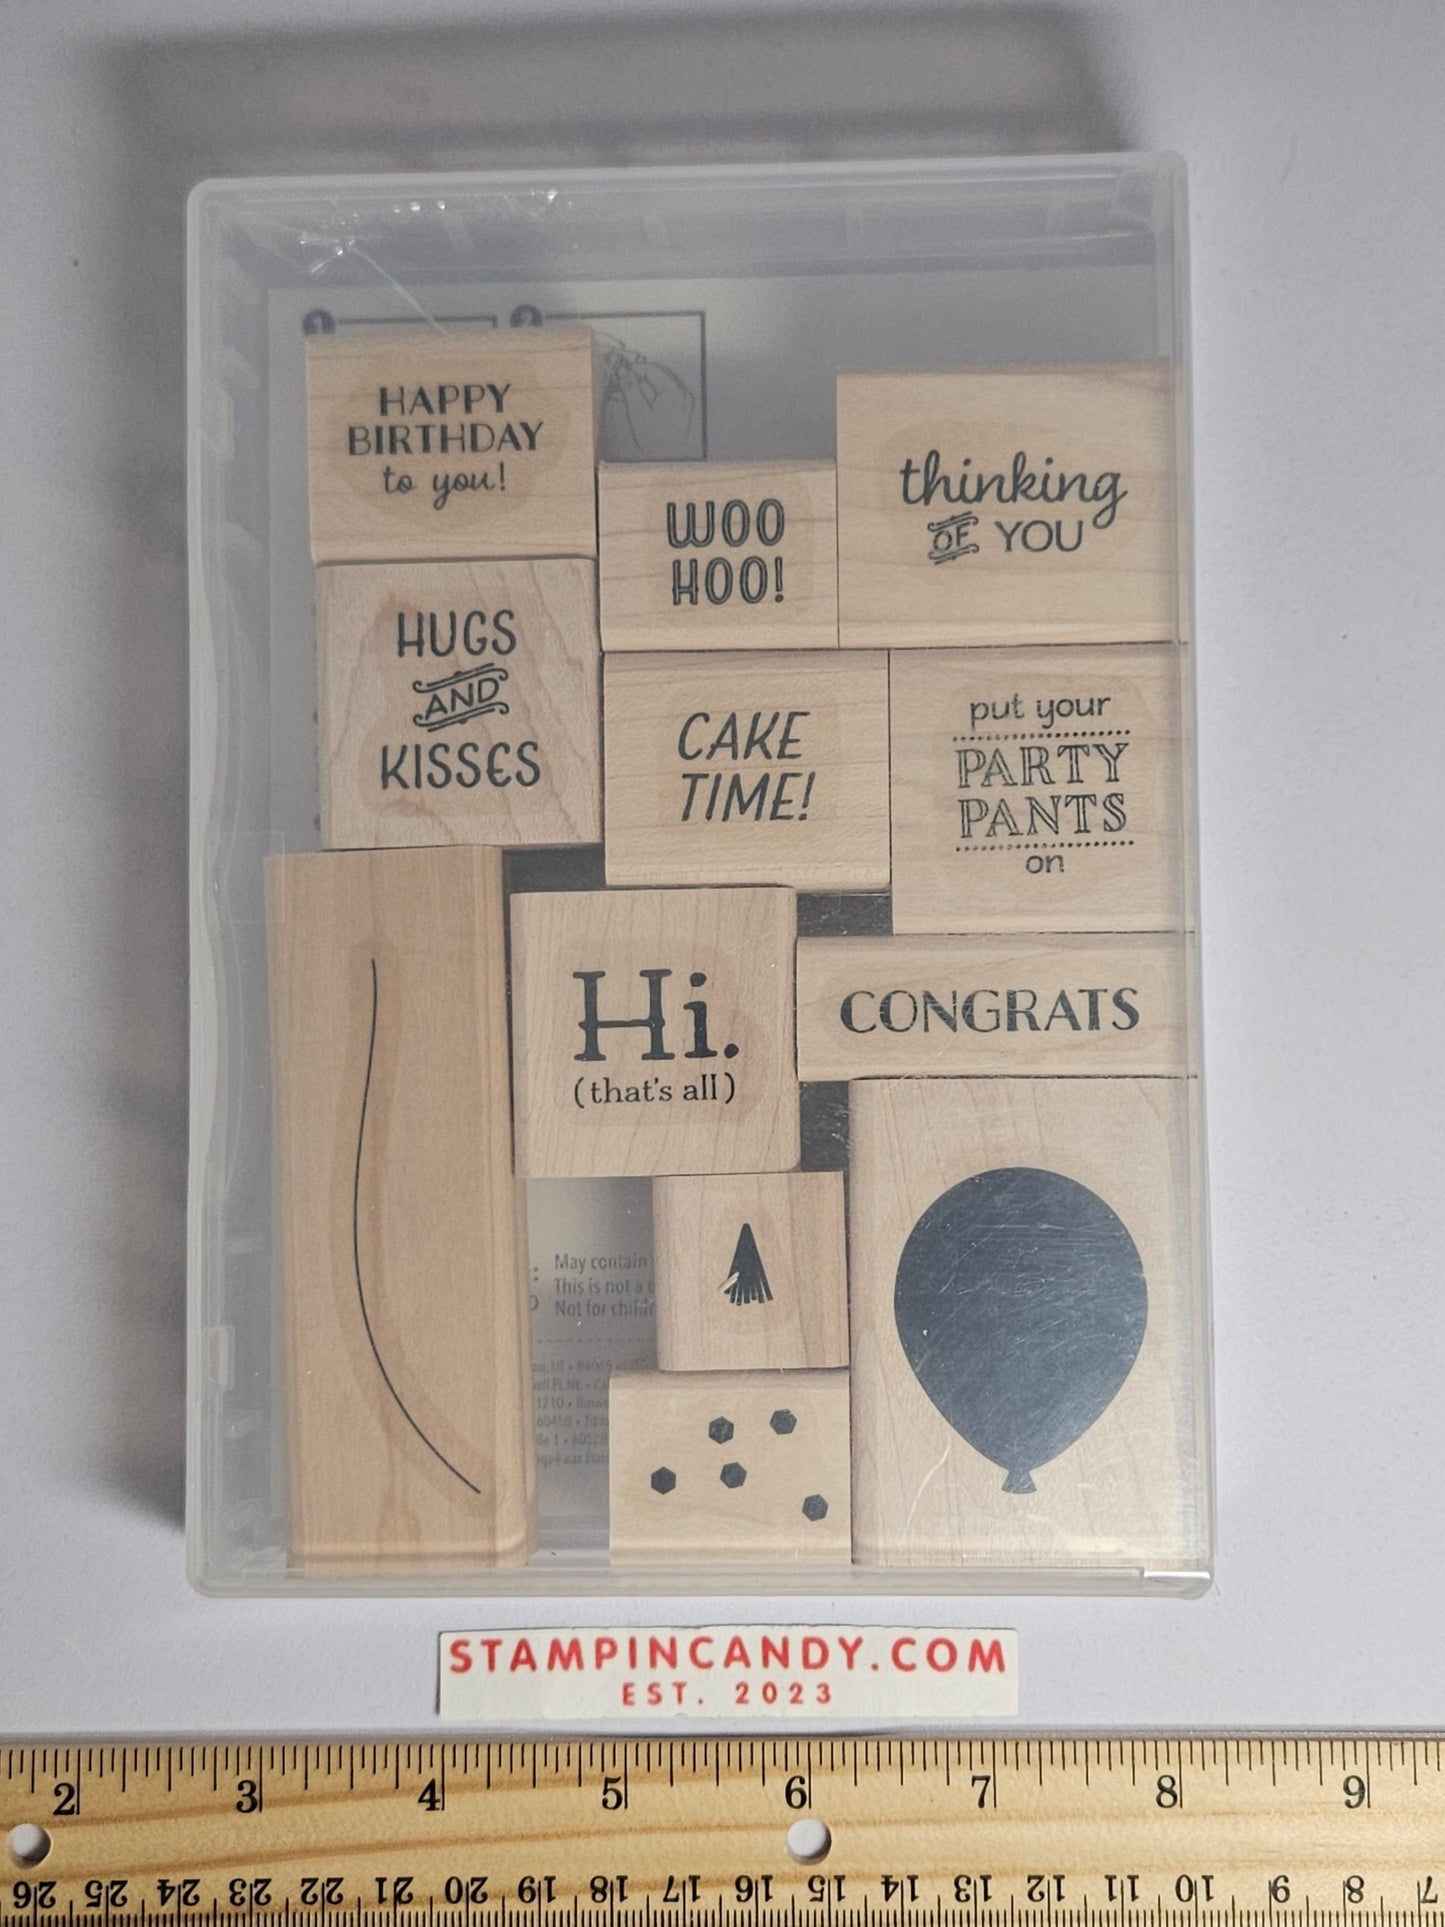 1 2
HAPPY
BIRTHDAY
to you!
WOO
HOO!
thinking
OF YOU
HUGS
AND
KISSES
CAKE
TIME!
put your
PARTY
PANTS
on
Hi.
(that's all)
CONGRATS
May contain
This is not a
Not for
STAMPINCANDY.COM
EST. 2023
2 3 4 5 6 7 8 9
26 25 24 23 22 21 20 19 18 17 16 15 14 13 12 11 10 9 8 7